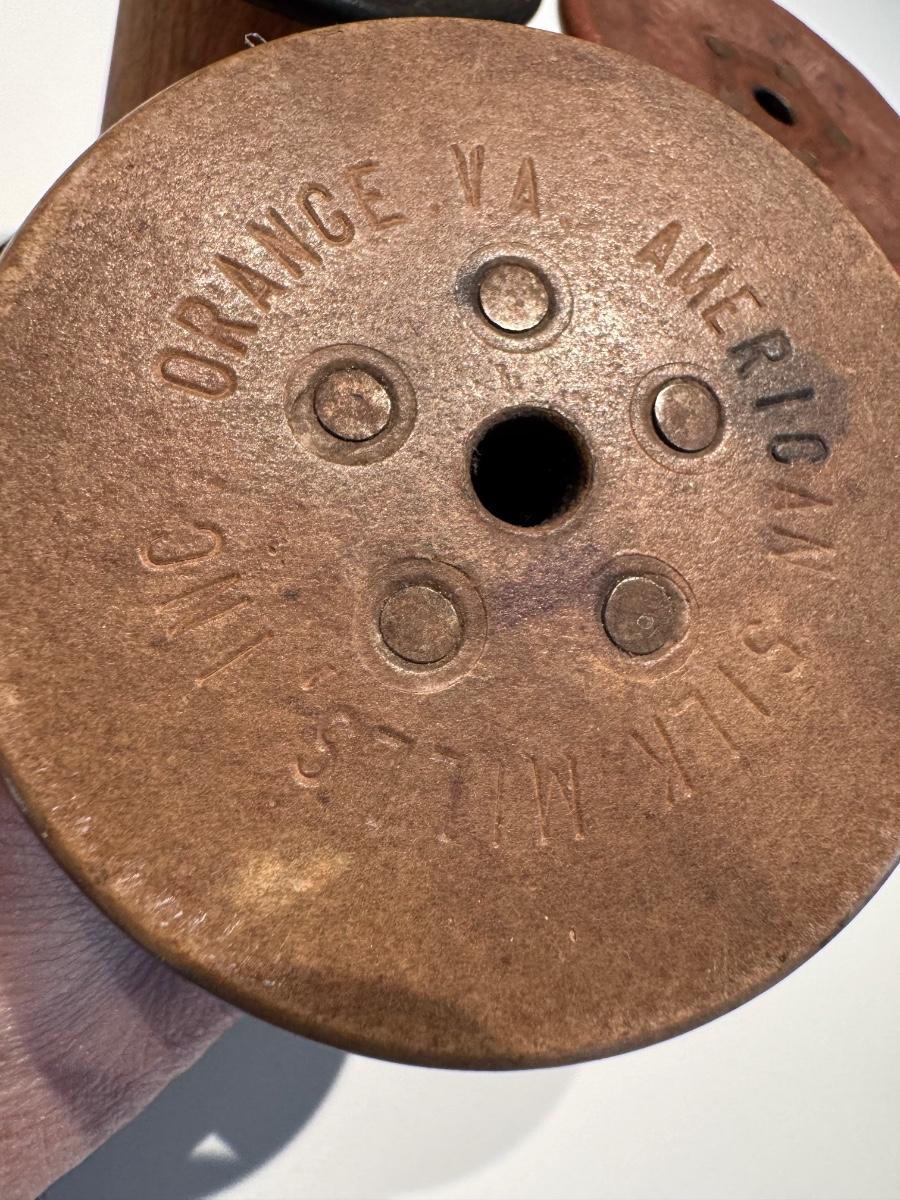 AMERICAN SILK MILLS, INC
ORANGE, VA.